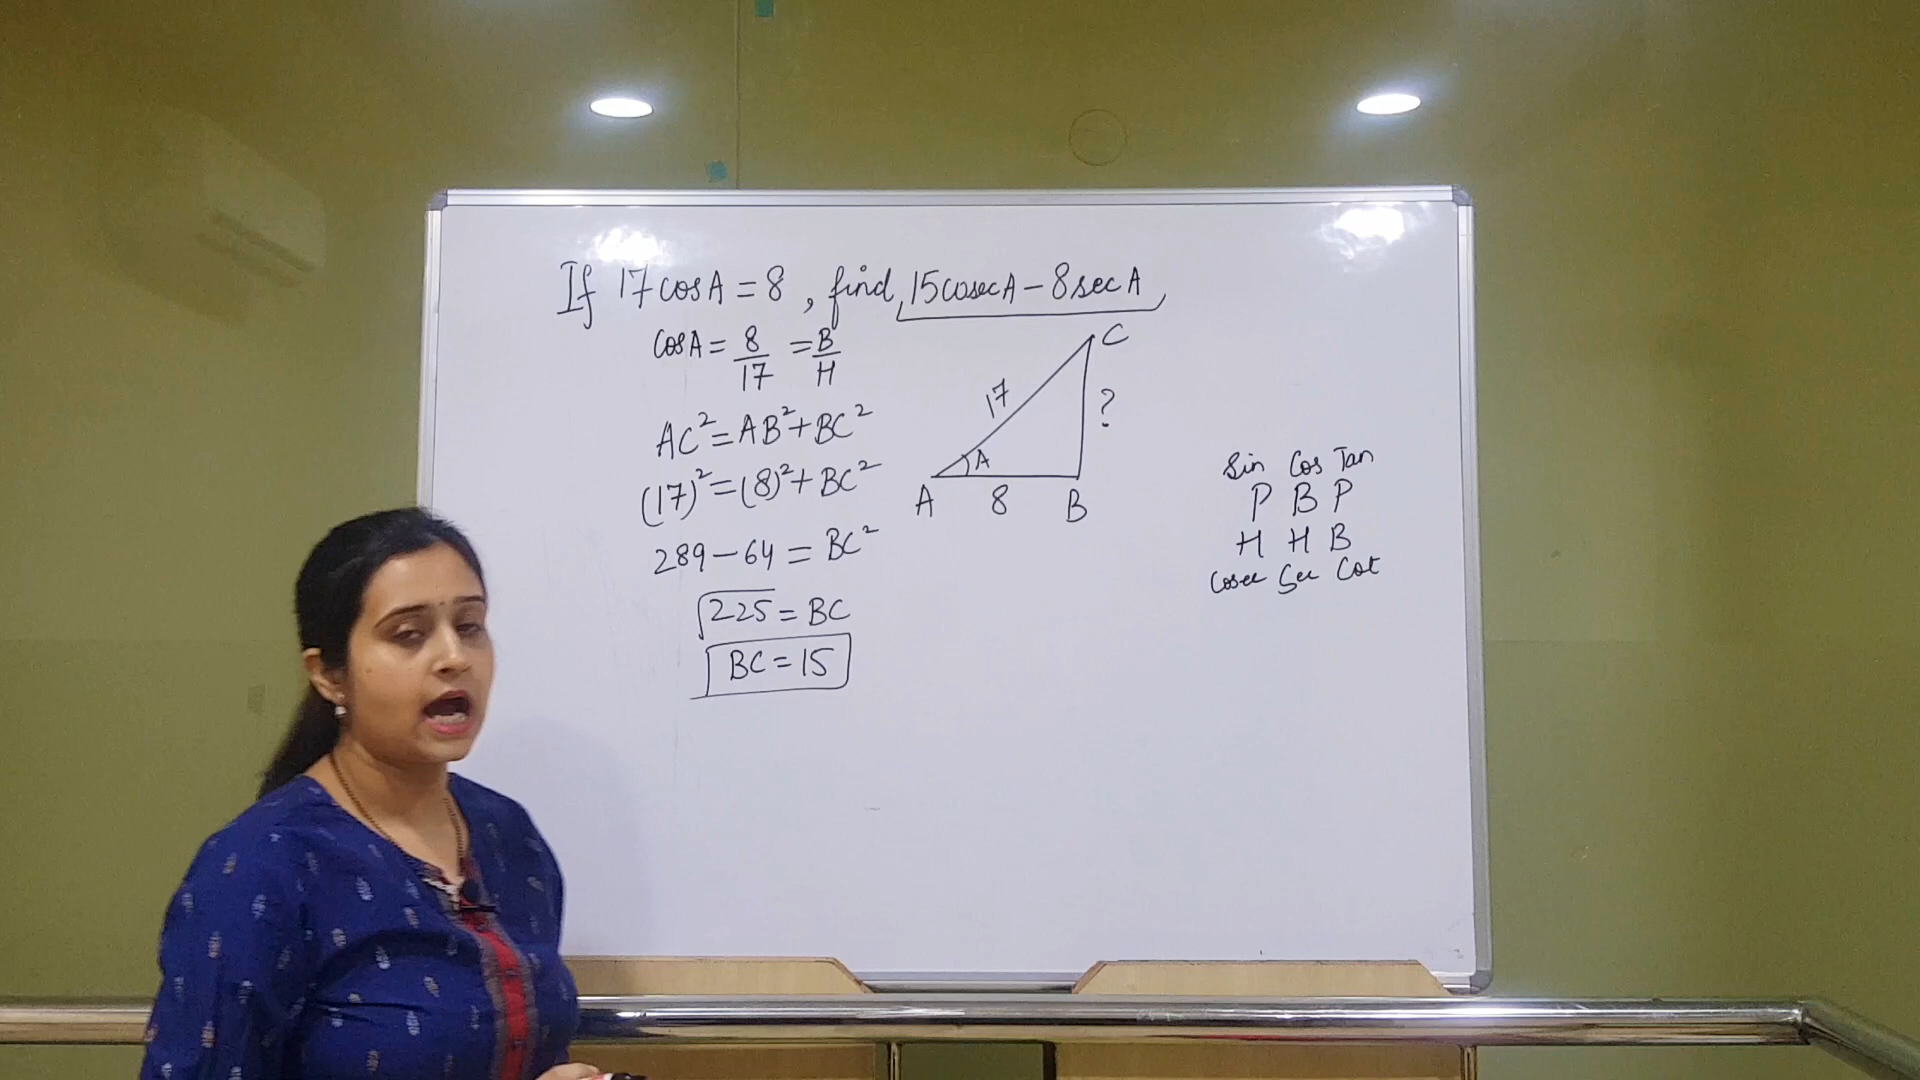 If 17 cos A = 8 , find 15 cosec A - 8 sec A
Cos A = 8/17 = B/H
AC² = AB² + BC²
(17)² = (8)² + BC²
289 - 64 = BC²
√225 = BC
BC = 15
C
17
?
A
A 8 B
Sin Cos Tan
P B P
H H B
Cosec Sec Cot